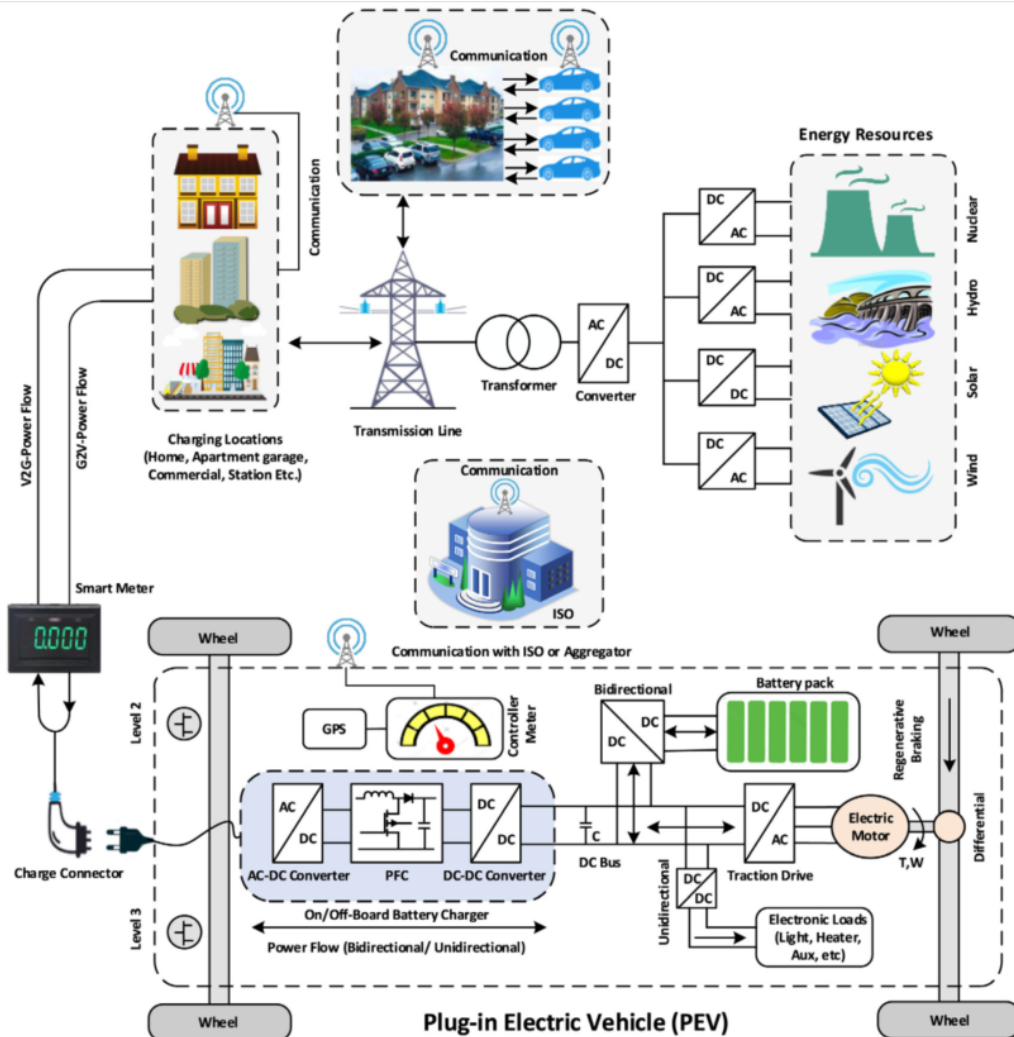 Communication
Energy Resources
Communication
DC
AC
Nuclear
DC
AC
Hydro
AC
DC
DC
DC
Solar
Transformer
Converter
Transmission Line
DC
AC
Wind
V2G-Power Flow
G2V-Power Flow
Charging Locations
(Home, Apartment garage,
Commercial, Station Etc.)
Communication
ISO
Smart Meter
0.000
Wheel
Wheel
Communication with ISO or Aggregator
Level 2
GPS
Controller
Meter
Bidirectional
DC
DC
Battery pack
Regenerative
Braking
AC
DC
DC
DC
C
DC Bus
DC
AC
Electric
Motor
T,W
Differential
AC-DC Converter
PFC
DC-DC Converter
Unidirectional
DC
DC
Traction Drive
Charge Connector
Level 3
On/Off-Board Battery Charger
Power Flow (Bidirectional/ Unidirectional)
Electronic Loads
(Light, Heater,
Aux, etc)
Wheel
Wheel
Plug-in Electric Vehicle (PEV)